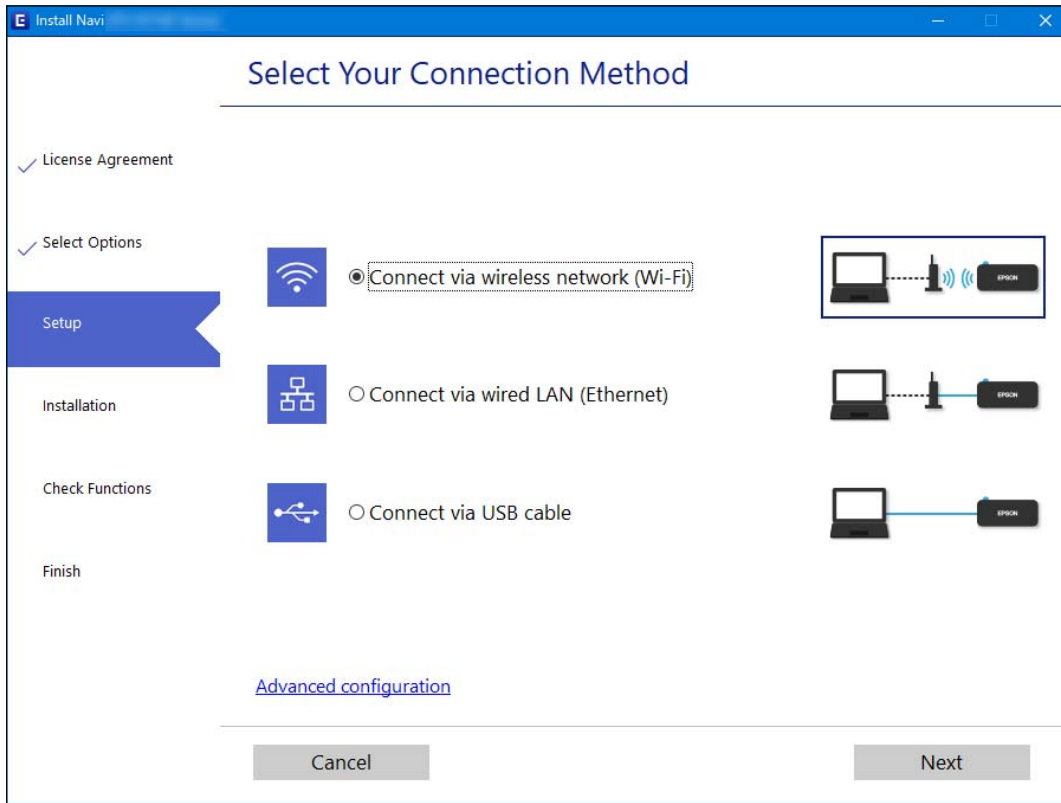 E Install Navi
Select Your Connection Method
License Agreement
Select Options
Setup
Installation
Check Functions
Finish
Connect via wireless network (Wi-Fi)
EPSON
Connect via wired LAN (Ethernet)
EPSON
Connect via USB cable
EPSON
Advanced configuration
Cancel
Next